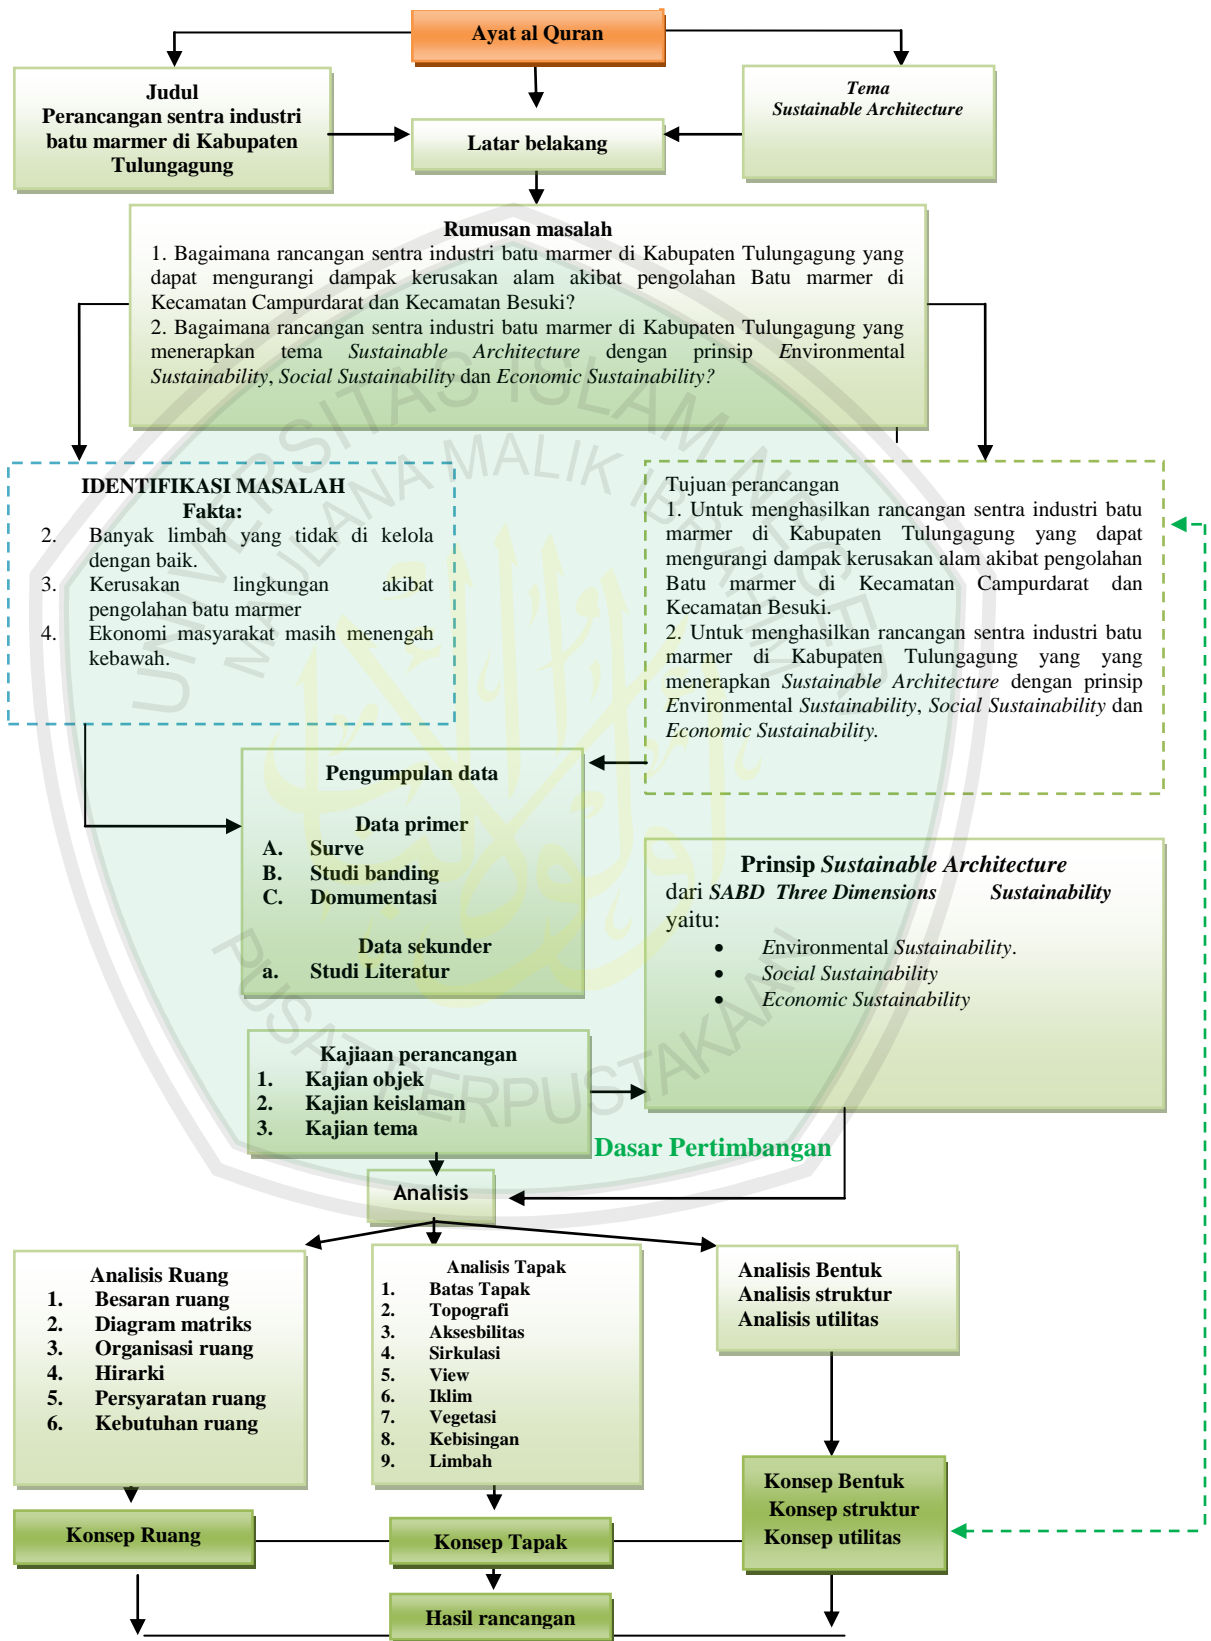 Ayat al Quran
Judul
Perancangan sentra industri
batu marmer di Kabupaten
Tulungagung
Tema
Sustainable Architecture
Latar belakang
Rumusan masalah
1. Bagaimana rancangan sentra industri batu marmer di Kabupaten Tulungagung yang
dapat mengurangi dampak kerusakan alam akibat pengolahan Batu marmer di
Kecamatan Campurdarat dan Kecamatan Besuki?
2. Bagaimana rancangan sentra industri batu marmer di Kabupaten Tulungagung yang
menerapkan tema Sustainable Architecture dengan prinsip Environmental
Sustainability, Social Sustainability dan Economic Sustainability?
IDENTIFIKASI MASALAH
Fakta:
2. Banyak limbah yang tidak di kelola
dengan baik.
3. Kerusakan lingkungan akibat
pengolahan batu marmer
4. Ekonomi masyarakat masih menengah
kebawah.
Tujuan perancangan
1. Untuk menghasilkan rancangan sentra industri batu
marmer di Kabupaten Tulungagung yang dapat
mengurangi dampak kerusakan alam akibat pengolahan
Batu marmer di Kecamatan Campurdarat dan
Kecamatan Besuki.
2. Untuk menghasilkan rancangan sentra industri batu
marmer di Kabupaten Tulungagung yang yang
menerapkan Sustainable Architecture dengan prinsip
Environmental Sustainability, Social Sustainability dan
Economic Sustainability.
Pengumpulan data
Data primer
A. Surve
B. Studi banding
C. Domumentasi
Data sekunder
a. Studi Literatur
Prinsip Sustainable Architecture
dari SABD Three Dimensions Sustainability
yaitu:
• Environmental Sustainability.
• Social Sustainability
• Economic Sustainability
Kajiaan perancangan
1. Kajian objek
2. Kajian keislaman
3. Kajian tema
Dasar Pertimbangan
Analisis
Analisis Ruang
1. Besaran ruang
2. Diagram matriks
3. Organisasi ruang
4. Hirarki
5. Persyaratan ruang
6. Kebutuhan ruang
Analisis Tapak
1. Batas Tapak
2. Topografi
3. Aksesbilitas
4. Sirkulasi
5. View
6. Iklim
7. Vegetasi
8. Kebisingan
9. Limbah
Analisis Bentuk
Analisis struktur
Analisis utilitas
Konsep Ruang
Konsep Tapak
Konsep Bentuk
Konsep struktur
Konsep utilitas
Hasil rancangan
UNIVERSITAS ISLAM NEGERI
MAULANA MALIK IBRAHIM
PUSAT PERPUSTAKAAN